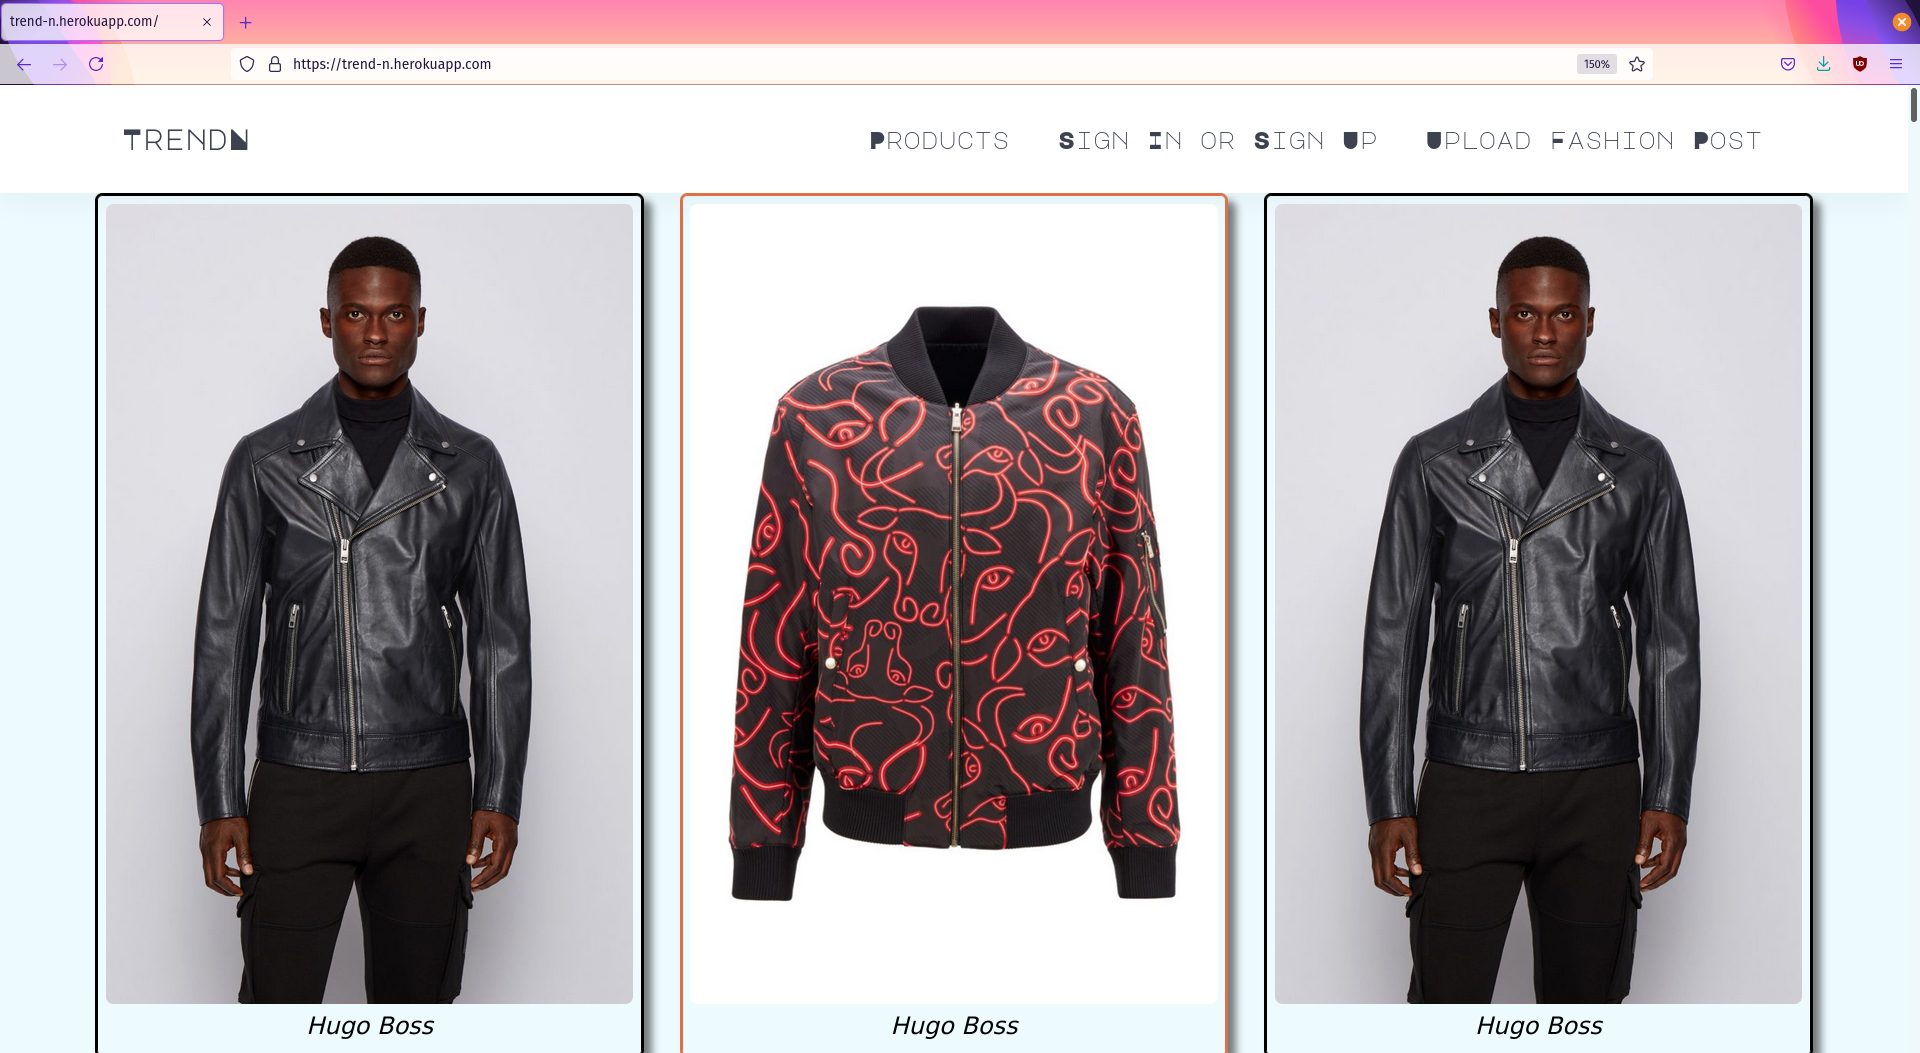 trend-n.herokuapp.com/
https://trend-n.herokuapp.com
150%
TRENDN
PRODUCTS
SIGN IN OR SIGN UP
UPLOAD FASHION POST
Hugo Boss
Hugo Boss
Hugo Boss